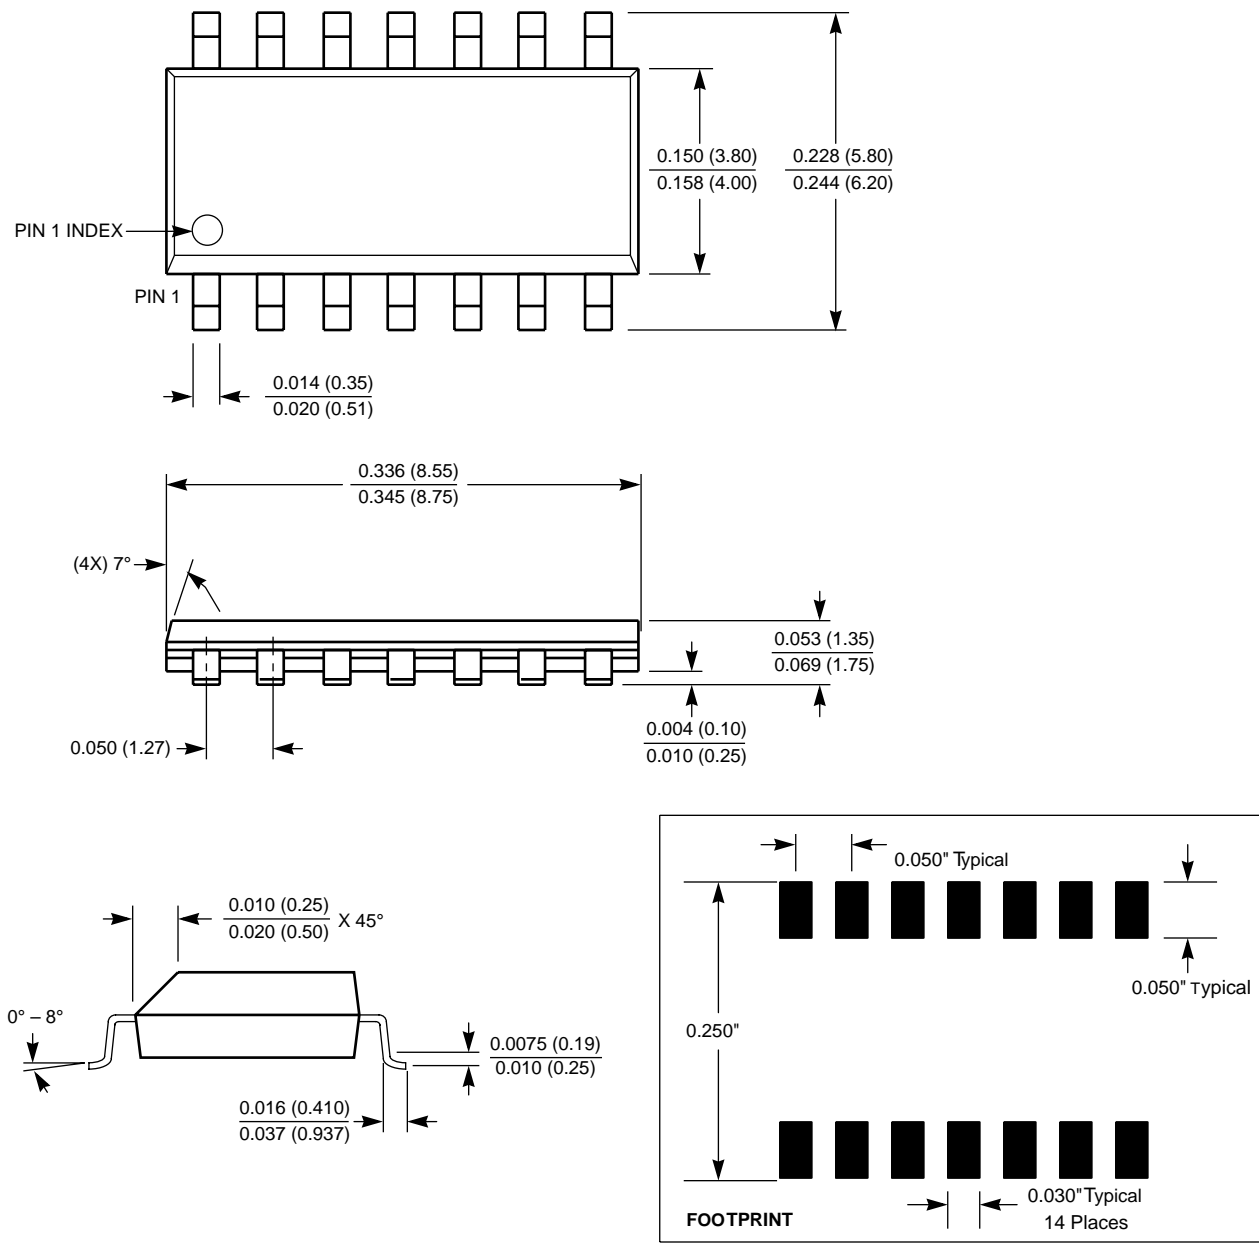 0.150 (3.80)
0.158 (4.00)
0.228 (5.80)
0.244 (6.20)
PIN 1 INDEX
PIN 1
0.014 (0.35)
0.020 (0.51)
0.336 (8.55)
0.345 (8.75)
(4X) 7°
0.053 (1.35)
0.069 (1.75)
0.004 (0.10)
0.010 (0.25)
0.050 (1.27)
0.010 (0.25)
0.020 (0.50)
X 45°
0° – 8°
0.0075 (0.19)
0.010 (0.25)
0.016 (0.410)
0.037 (0.937)
0.050" Typical
0.050" Typical
0.250"
0.030" Typical
14 Places
FOOTPRINT